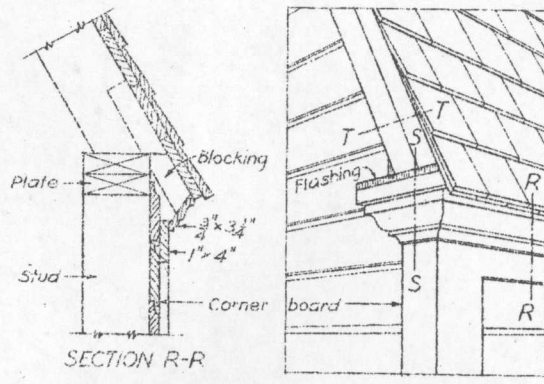 Blocking
Plate
3/4" × 3 1/4"
1" × 4"
Stud
Corner board
SECTION R-R
T T
S
Flashing
R
S
R